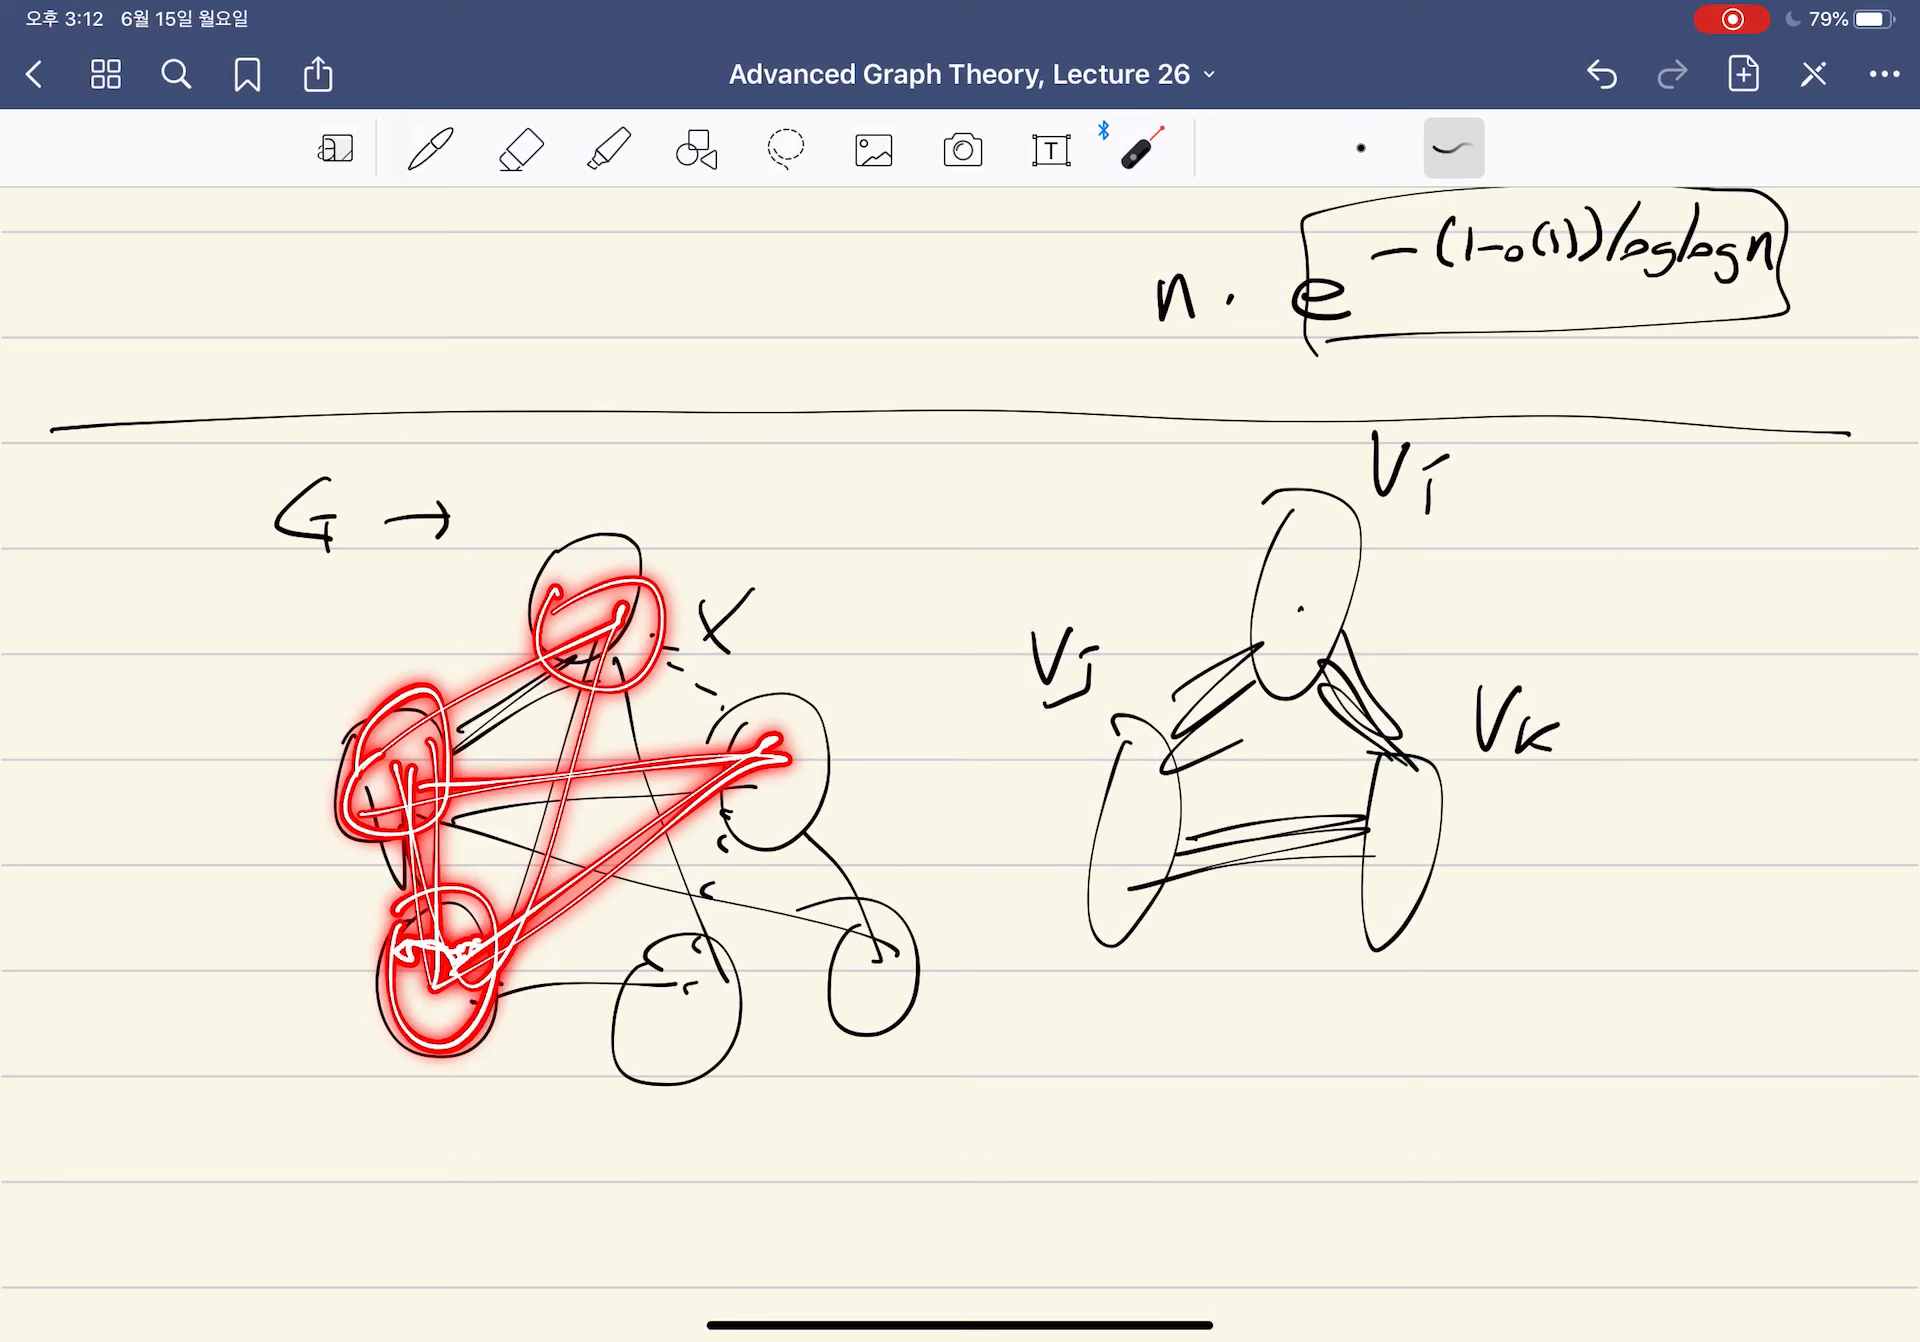 오후 3:12 6월 15일 월요일
79%
Advanced Graph Theory, Lecture 26
T
n · e^{-(1-o(1)) loglog n}
G →
V_i
X
V_j
V_k